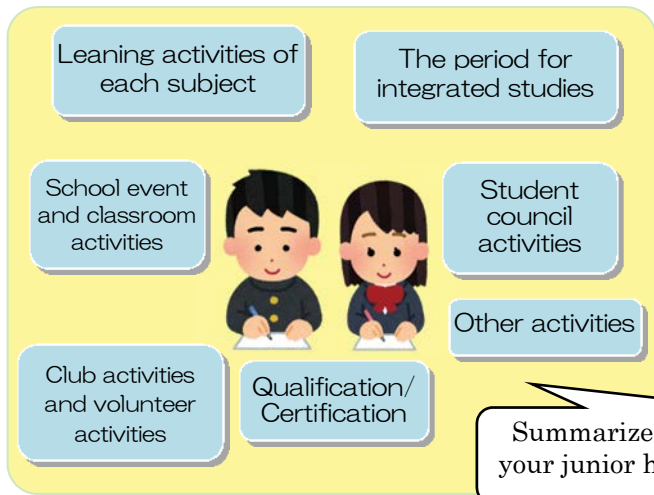 Leaning activities of
each subject
The period for
integrated studies
School event
and classroom
activities
Student
council
activities
Other activities
Club activities
and volunteer
activities
Qualification/
Certification
Summarize
your junior h